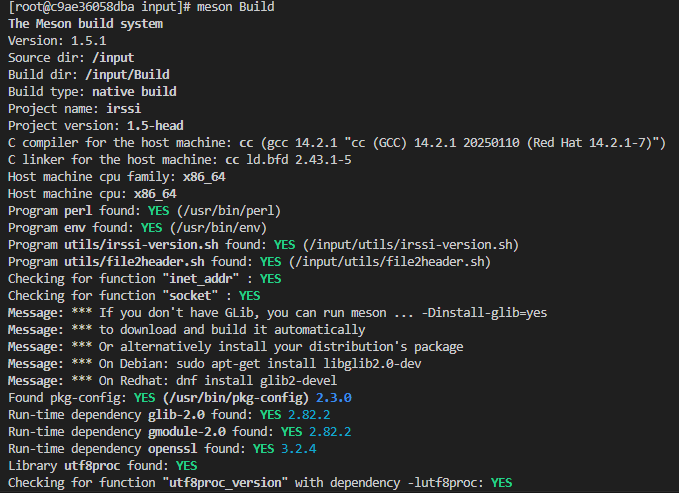 [root@c9ae36058dba input]# meson Build
The Meson build system
Version: 1.5.1
Source dir: /input
Build dir: /input/Build
Build type: native build
Project name: irssi
Project version: 1.5-head
C compiler for the host machine: cc (gcc 14.2.1 "cc (GCC) 14.2.1 20250110 (Red Hat 14.2.1-7)")
C linker for the host machine: cc ld.bfd 2.43.1-5
Host machine cpu family: x86_64
Host machine cpu: x86_64
Program perl found: YES (/usr/bin/perl)
Program env found: YES (/usr/bin/env)
Program utils/irssi-version.sh found: YES (/input/utils/irssi-version.sh)
Program utils/file2header.sh found: YES (/input/utils/file2header.sh)
Checking for function "inet_addr" : YES
Checking for function "socket" : YES
Message: *** If you don't have GLib, you can run meson ... -Dinstall-glib=yes
Message: *** to download and build it automatically
Message: *** Or alternatively install your distribution's package
Message: *** On Debian: sudo apt-get install libglib2.0-dev
Message: *** On Redhat: dnf install glib2-devel
Found pkg-config: YES (/usr/bin/pkg-config) 2.3.0
Run-time dependency glib-2.0 found: YES 2.82.2
Run-time dependency gmodule-2.0 found: YES 2.82.2
Run-time dependency openssl found: YES 3.2.4
Library utf8proc found: YES
Checking for function "utf8proc_version" with dependency -lutf8proc: YES